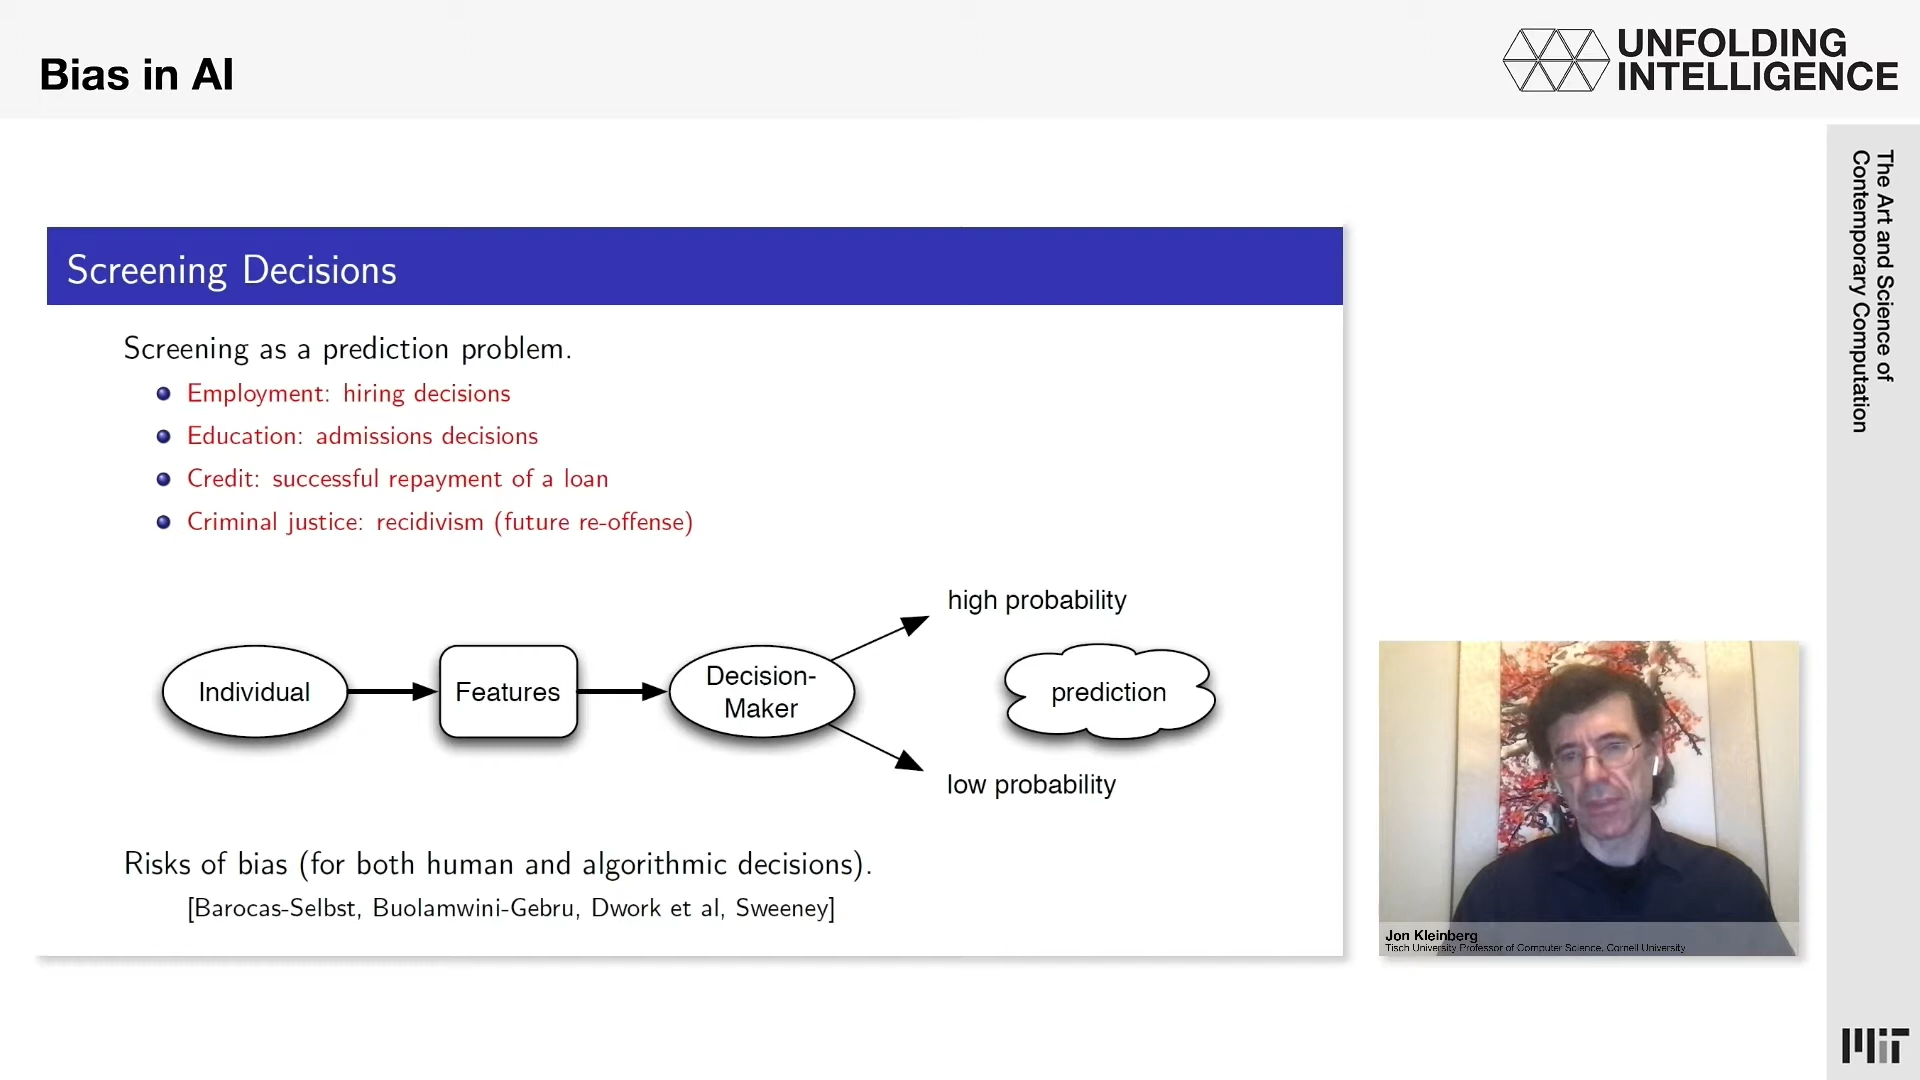 Bias in AI
UNFOLDING
INTELLIGENCE
The Art and Science of
Contemporary Computation
Screening Decisions
Screening as a prediction problem.
Employment: hiring decisions
Education: admissions decisions
Credit: successful repayment of a loan
Criminal justice: recidivism (future re-offense)
high probability
Individual
Features
Decision-
Maker
prediction
low probability
Risks of bias (for both human and algorithmic decisions).
[Barocas-Selbst, Buolamwini-Gebru, Dwork et al, Sweeney]
Jon Kleinberg
Tisch University Professor of Computer Science, Cornell University
MIT